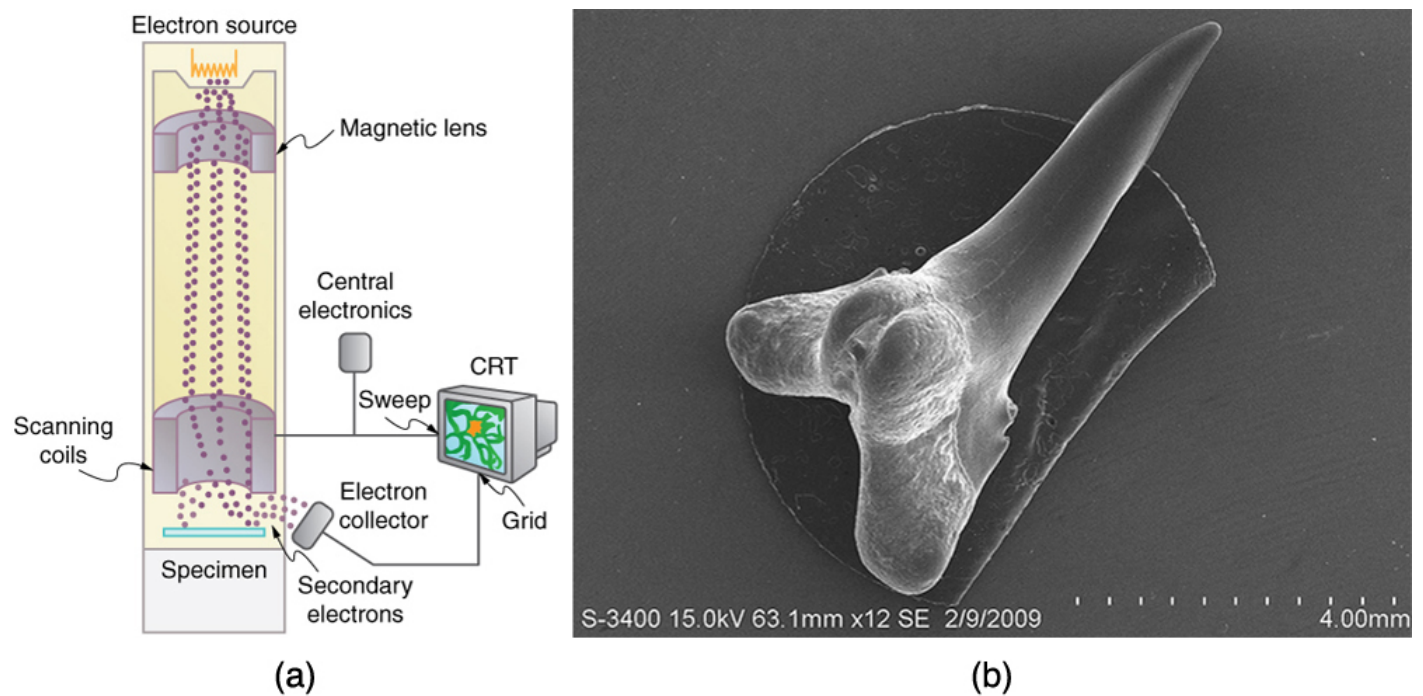 Electron source
Magnetic lens
Central
electronics
CRT
Sweep
Scanning
coils
Electron
collector
Grid
Specimen
Secondary
electrons
(a)
S-3400 15.0kV 63.1mm x12 SE 2/9/2009
4.00mm
(b)